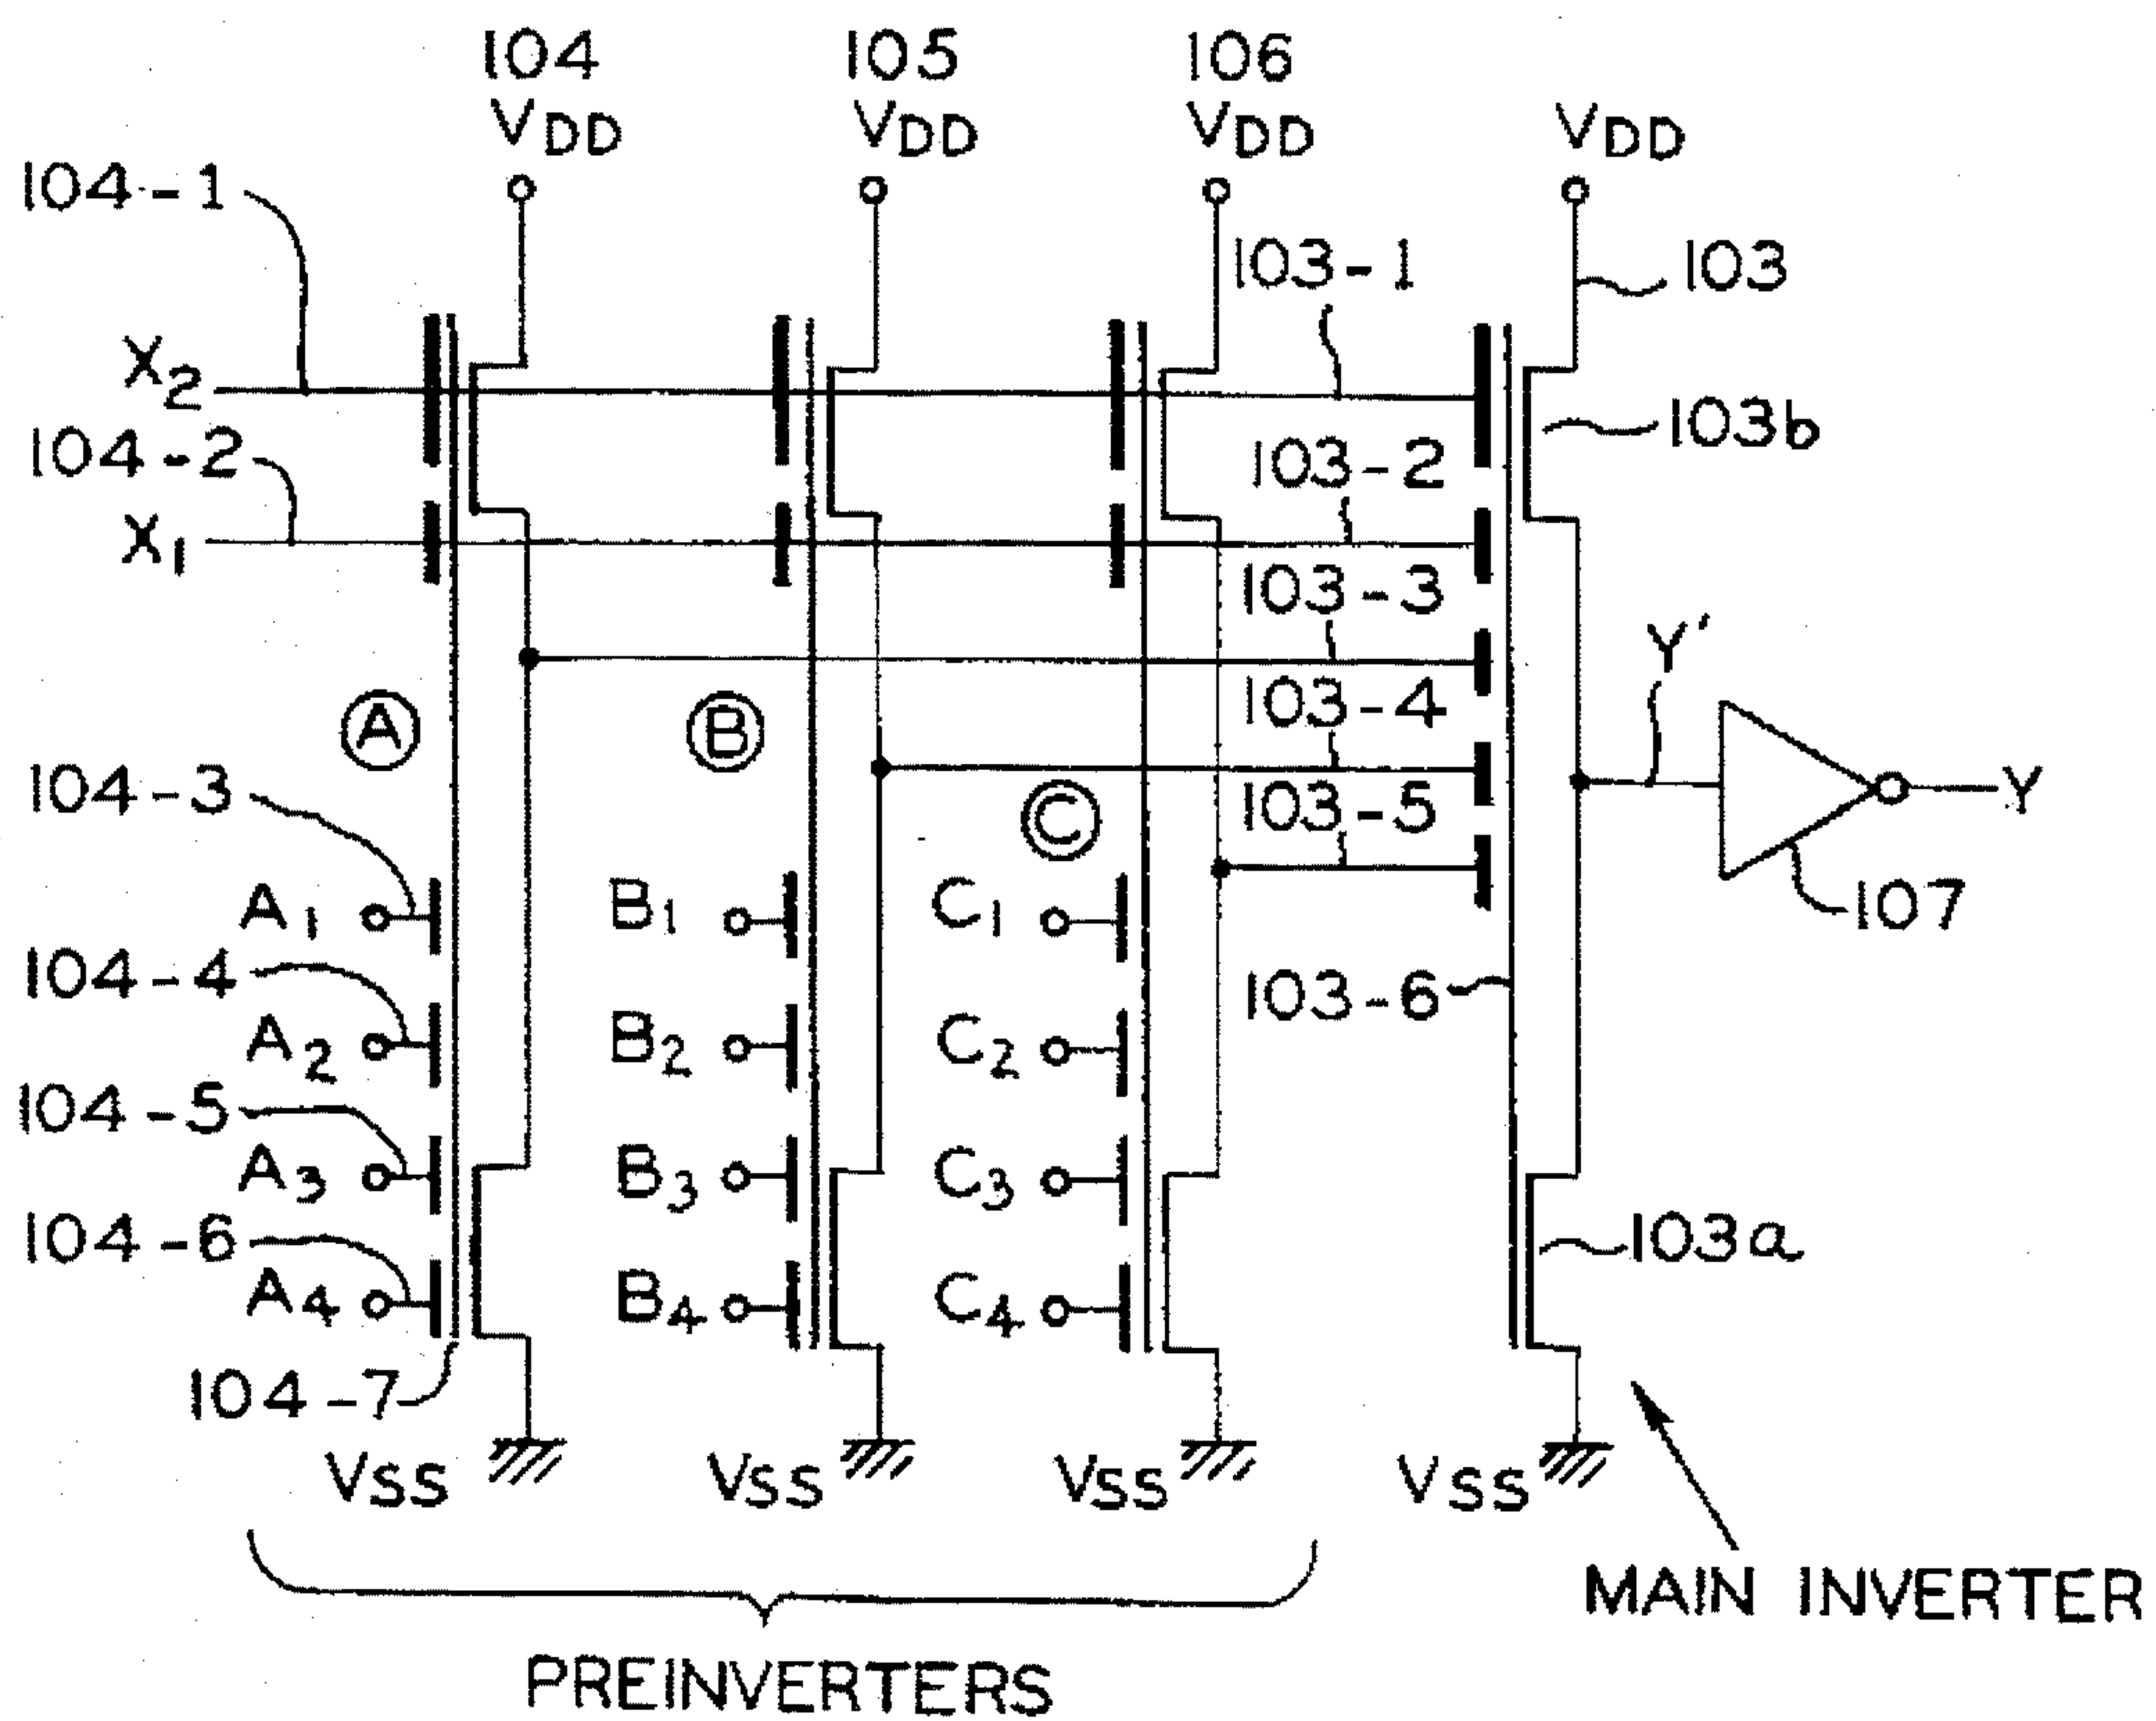 104 105 106
VDD VDD VDD VDD
104-1
103-1
103
X2
103b
104-2
103-2
X1
103-3
Y'
103-4
A B
104-3
C
103-5
Y
A1 B1 C1
107
104-4
103-6
A2 B2 C2
104-5
A3 B3 C3
104-6
103a
A4 B4 C4
104-7
VSS VSS VSS VSS
MAIN INVERTER
PREINVERTERS